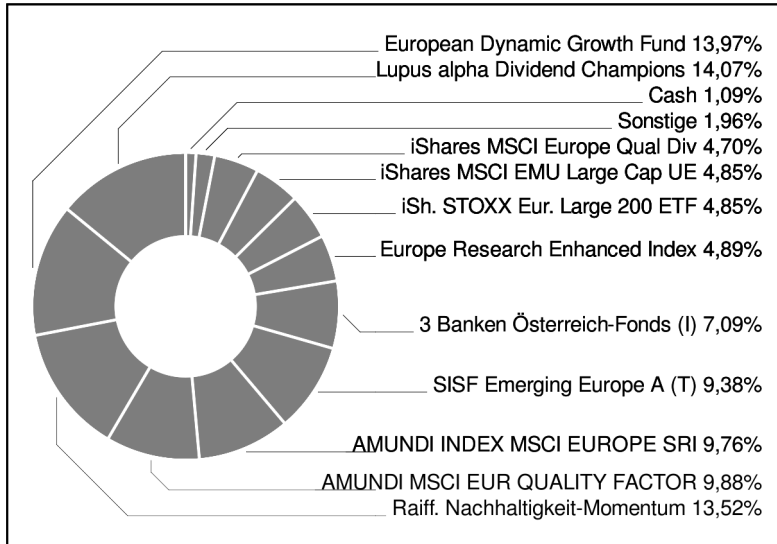 European Dynamic Growth Fund 13,97%
Lupus alpha Dividend Champions 14,07%
Cash 1,09%
Sonstige 1,96%
iShares MSCI Europe Qual Div 4,70%
iShares MSCI EMU Large Cap UE 4,85%
iSh. STOXX Eur. Large 200 ETF 4,85%
Europe Research Enhanced Index 4,89%
3 Banken Österreich-Fonds (I) 7,09%
SISF Emerging Europe A (T) 9,38%
AMUNDI INDEX MSCI EUROPE SRI 9,76%
AMUNDI MSCI EUR QUALITY FACTOR 9,88%
Raiff. Nachhaltigkeit-Momentum 13,52%